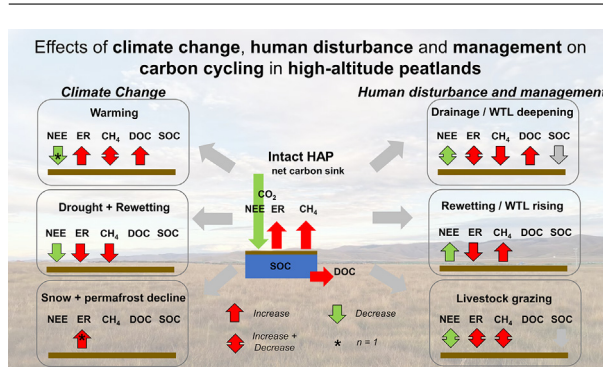 Effects of climate change, human disturbance and management on
carbon cycling in high-altitude peatlands
Climate Change
Human disturbance and management
Warming
NEE ER CH4 DOC SOC
*
Drought + Rewetting
NEE ER CH4 DOC SOC
Snow + permafrost decline
NEE ER CH4 DOC SOC
*
Intact HAP
net carbon sink
CO2
NEE ER CH4
SOC
DOC
Increase
Decrease
Increase +
Decrease
* n = 1
Drainage / WTL deepening
NEE ER CH4 DOC SOC
Rewetting / WTL rising
NEE ER CH4 DOC SOC
Livestock grazing
NEE ER CH4 DOC SOC